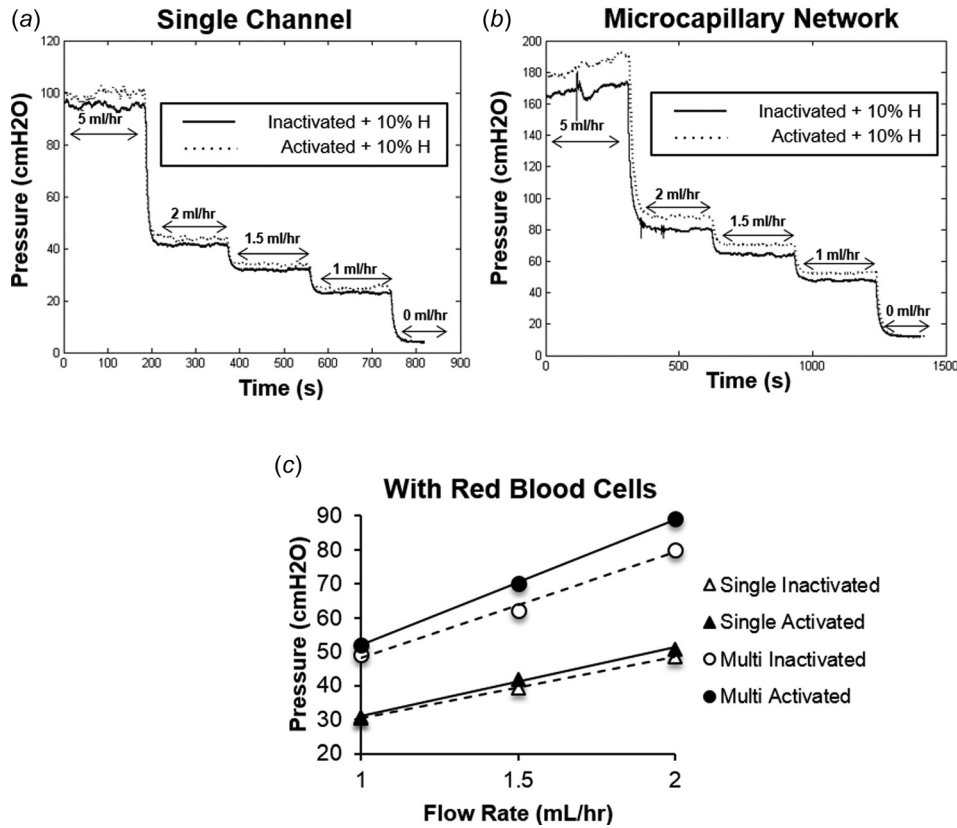 (a)
Single Channel
120
100
80
60
40
20
0
Pressure (cmH2O)
5 ml/hr
Inactivated + 10% H
Activated + 10% H
2 ml/hr
1.5 ml/hr
1 ml/hr
0 ml/hr
0 100 200 300 400 500 600 700 800 900
Time (s)
(b)
Microcapillary Network
200
180
160
140
120
100
80
60
40
20
0
Pressure (cmH2O)
5 ml/hr
Inactivated + 10% H
Activated + 10% H
2 ml/hr
1.5 ml/hr
1 ml/hr
0 ml/hr
0 500 1000 1500
Time (s)
(c)
With Red Blood Cells
90
80
70
60
50
40
30
20
Pressure (cmH2O)
Single Inactivated
Single Activated
Multi Inactivated
Multi Activated
1 1.5 2
Flow Rate (mL/hr)